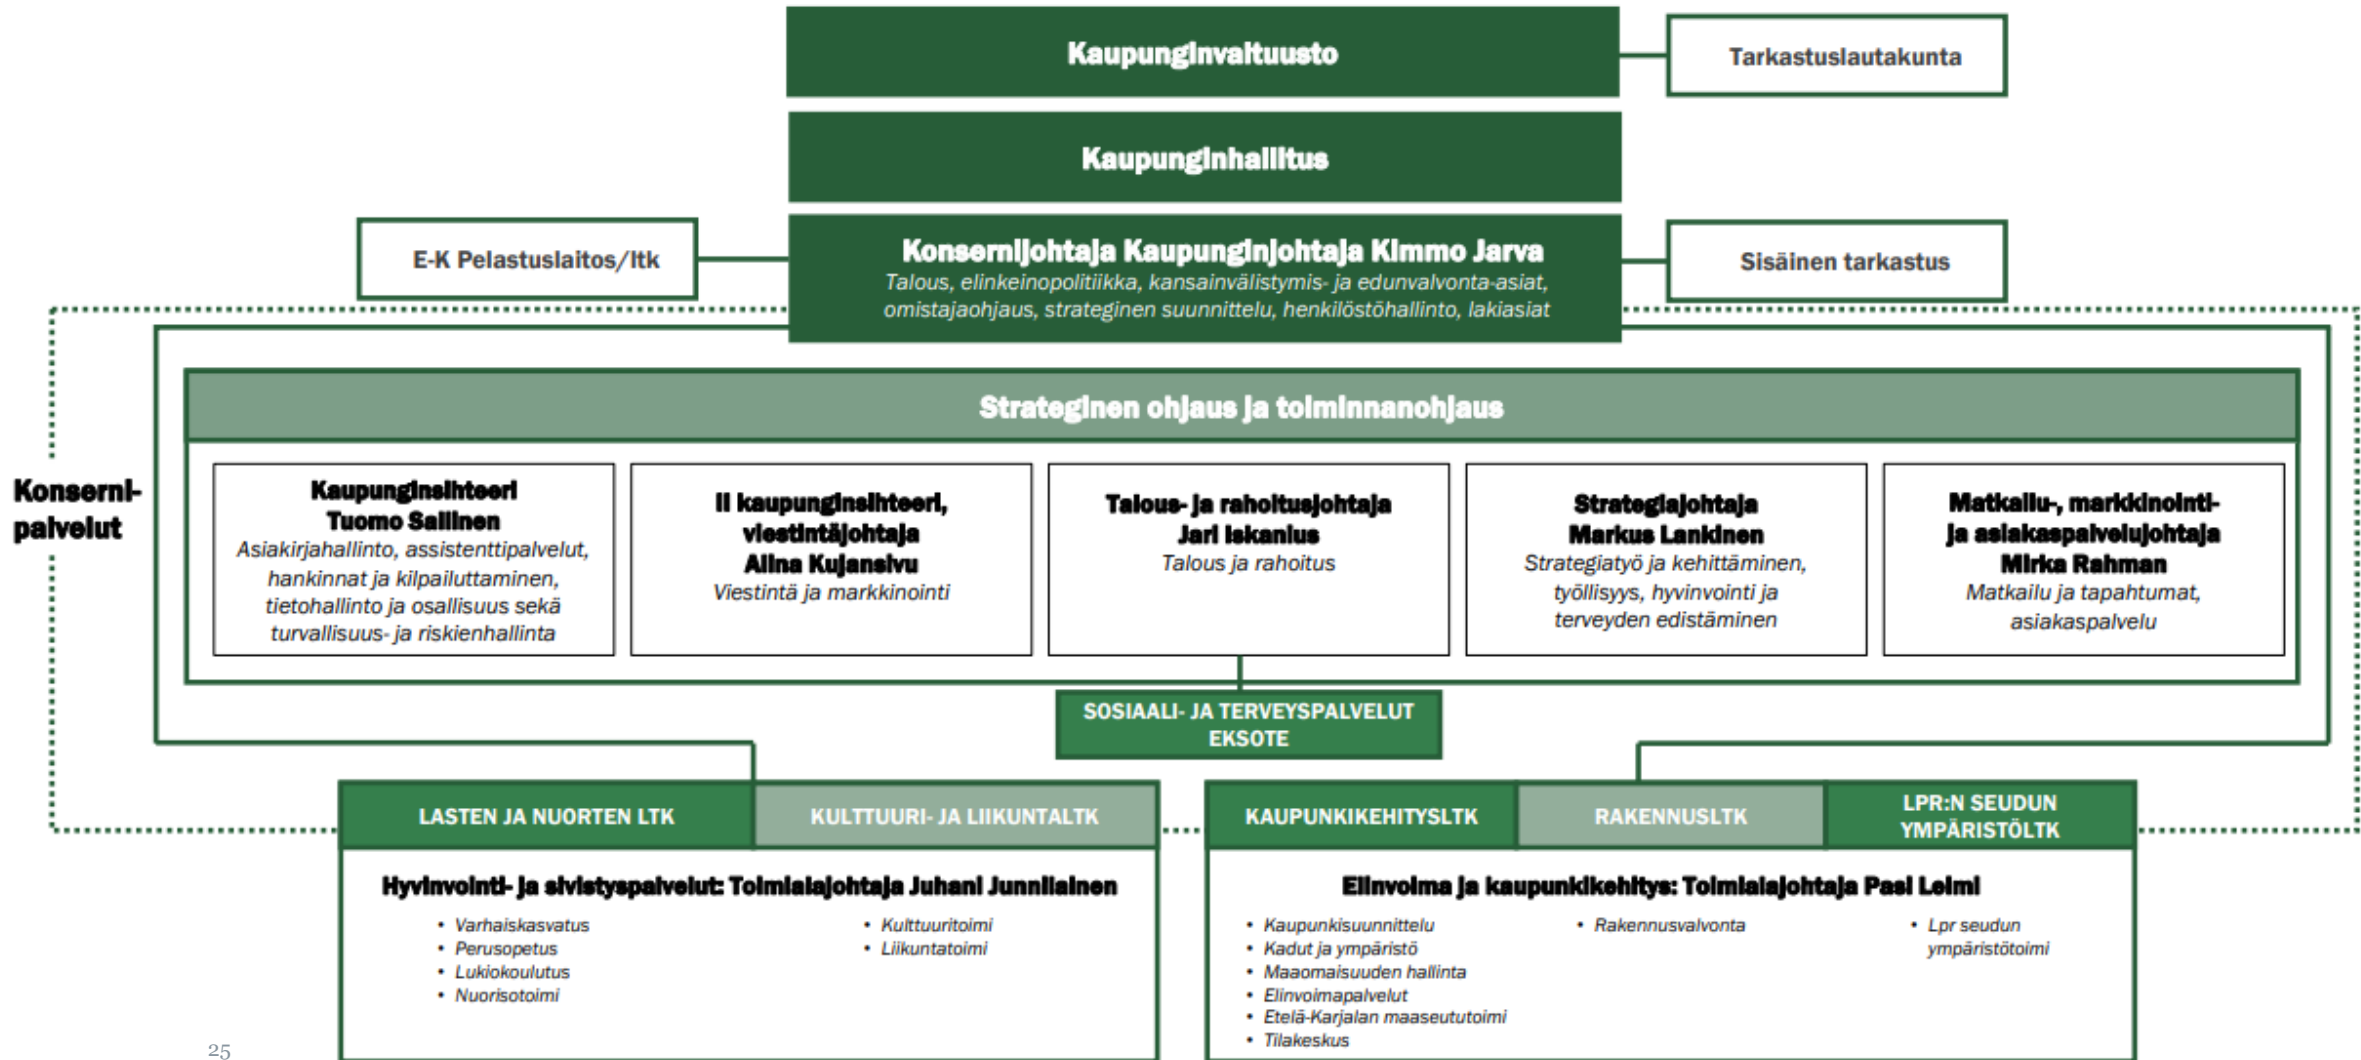 Kaupunginvaltuusto
Tarkastuslautakunta
Kaupunginhallitus
E-K Pelastuslaitos/ltk
Konsernijohtaja Kaupunginjohtaja Kimmo Jarva
Talous, elinkeinopolitiikka, kansainvälistymis- ja edunvalvonta-asiat,
omistajaohjaus, strateginen suunnittelu, henkilöstöhallinto, lakiasiat
Sisäinen tarkastus
Strateginen ohjaus ja toiminnanohjaus
Konserni-
palvelut
Kaupunginsihteeri
Tuomo Sallinen
Asiakirjahallinto, assistenttipalvelut,
hankinnat ja kilpailuttaminen,
tietohallinto ja osallisuus sekä
turvallisuus- ja riskienhallinta
II kaupunginsihteeri,
viestintäjohtaja
Alina Kujansivu
Viestintä ja markkinointi
Talous- ja rahoitusjohtaja
Jari Iskanius
Talous ja rahoitus
Strategiajohtaja
Markus Lankinen
Strategiatyö ja kehittäminen,
työllisyys, hyvinvointi ja
terveyden edistäminen
Matkailu-, markkinointi-
ja asiakaspalvelujohtaja
Mirka Rahman
Matkailu ja tapahtumat,
asiakaspalvelu
SOSIAALI- JA TERVEYSPALVELUT
EKSOTE
LASTEN JA NUORTEN LTK
KULTTUURI- JA LIIKUNTALTK
Hyvinvointi- ja sivistyspalvelut: Toimialajohtaja Juhani Junnilainen
• Varhaiskasvatus
• Perusopetus
• Lukiokoulutus
• Nuorisotoimi
• Kulttuuritoimi
• Liikuntatoimi
KAUPUNKIKEHITYSLTK
RAKENNUSLTK
LPR:N SEUDUN
YMPÄRISTÖLTK
Elinvoima ja kaupunkikehitys: Toimialajohtaja Pasi Leimi
• Kaupunkisuunnittelu
• Kadut ja ympäristö
• Maaomaisuuden hallinta
• Elinvoimapalvelut
• Etelä-Karjalan maaseututoimi
• Tilakeskus
• Rakennusvalvonta
• Lpr seudun
ympäristötoimi
25